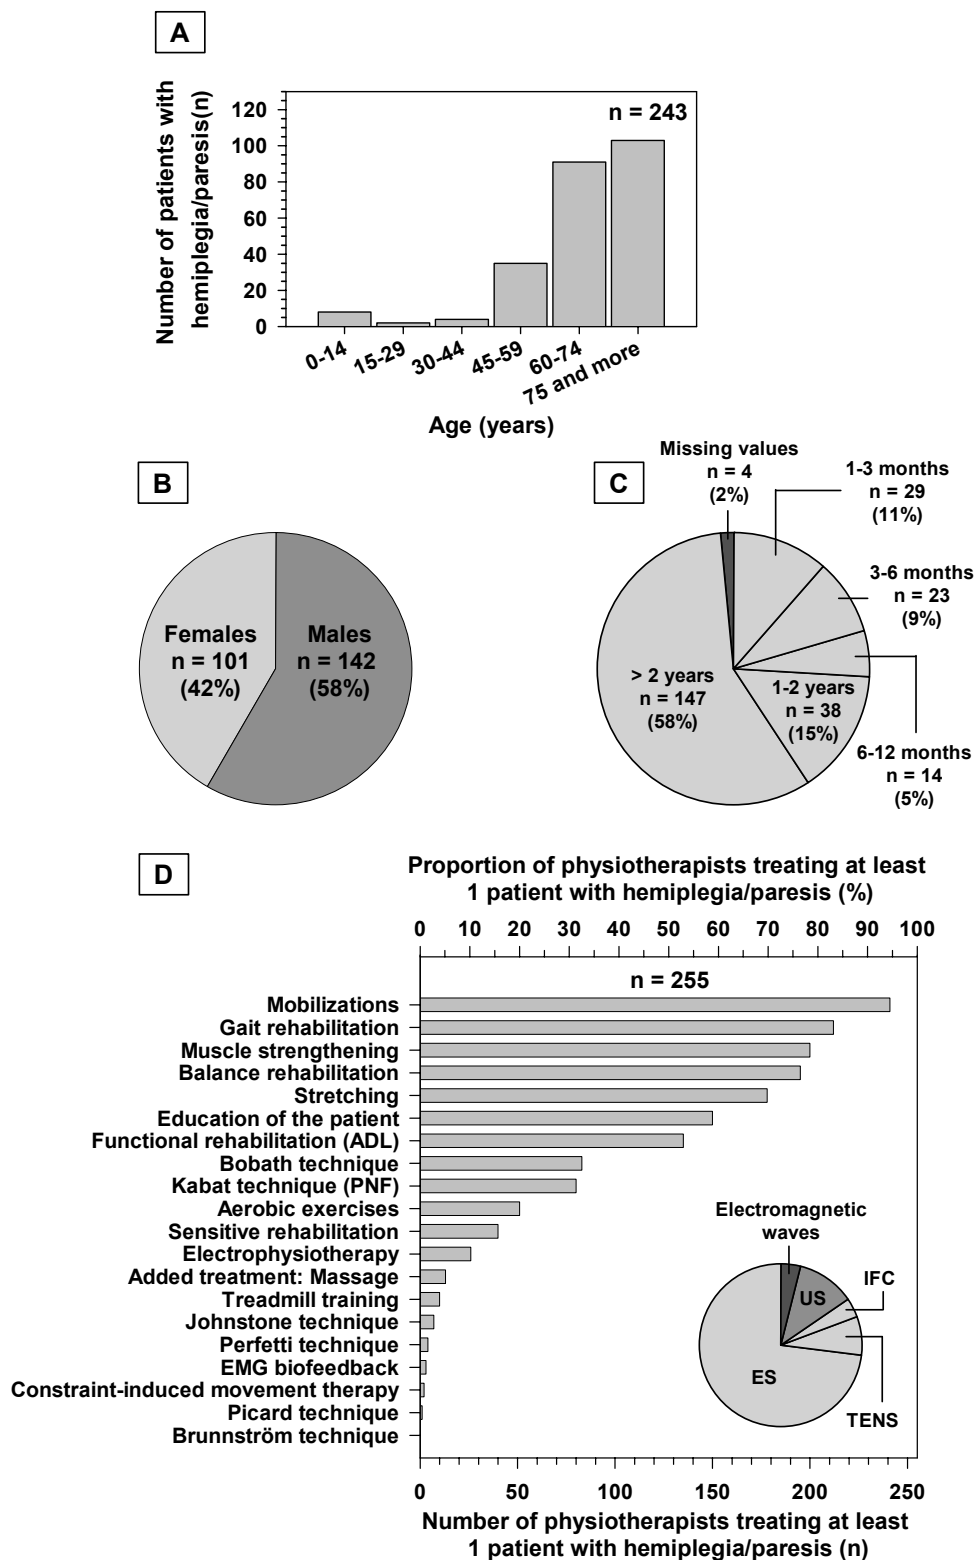 A
Number of patients with
hemiplegia/paresis(n)
120
100
80
60
40
20
0
n = 243
0-14
15-29
30-44
45-59
60-74
75 and more
Age (years)
B
Females
n = 101
(42%)
Males
n = 142
(58%)
C
Missing values
n = 4
(2%)
1-3 months
n = 29
(11%)
3-6 months
n = 23
(9%)
6-12 months
n = 14
(5%)
1-2 years
n = 38
(15%)
> 2 years
n = 147
(58%)
D
Proportion of physiotherapists treating at least
1 patient with hemiplegia/paresis (%)
0 10 20 30 40 50 60 70 80 90 100
n = 255
Mobilizations
Gait rehabilitation
Muscle strengthening
Balance rehabilitation
Stretching
Education of the patient
Functional rehabilitation (ADL)
Bobath technique
Kabat technique (PNF)
Aerobic exercises
Sensitive rehabilitation
Electrophysiotherapy
Added treatment: Massage
Treadmill training
Johnstone technique
Perfetti technique
EMG biofeedback
Constraint-induced movement therapy
Picard technique
Brunnström technique
Electromagnetic
waves
US
IFC
TENS
ES
0 50 100 150 200 250
Number of physiotherapists treating at least
1 patient with hemiplegia/paresis (n)